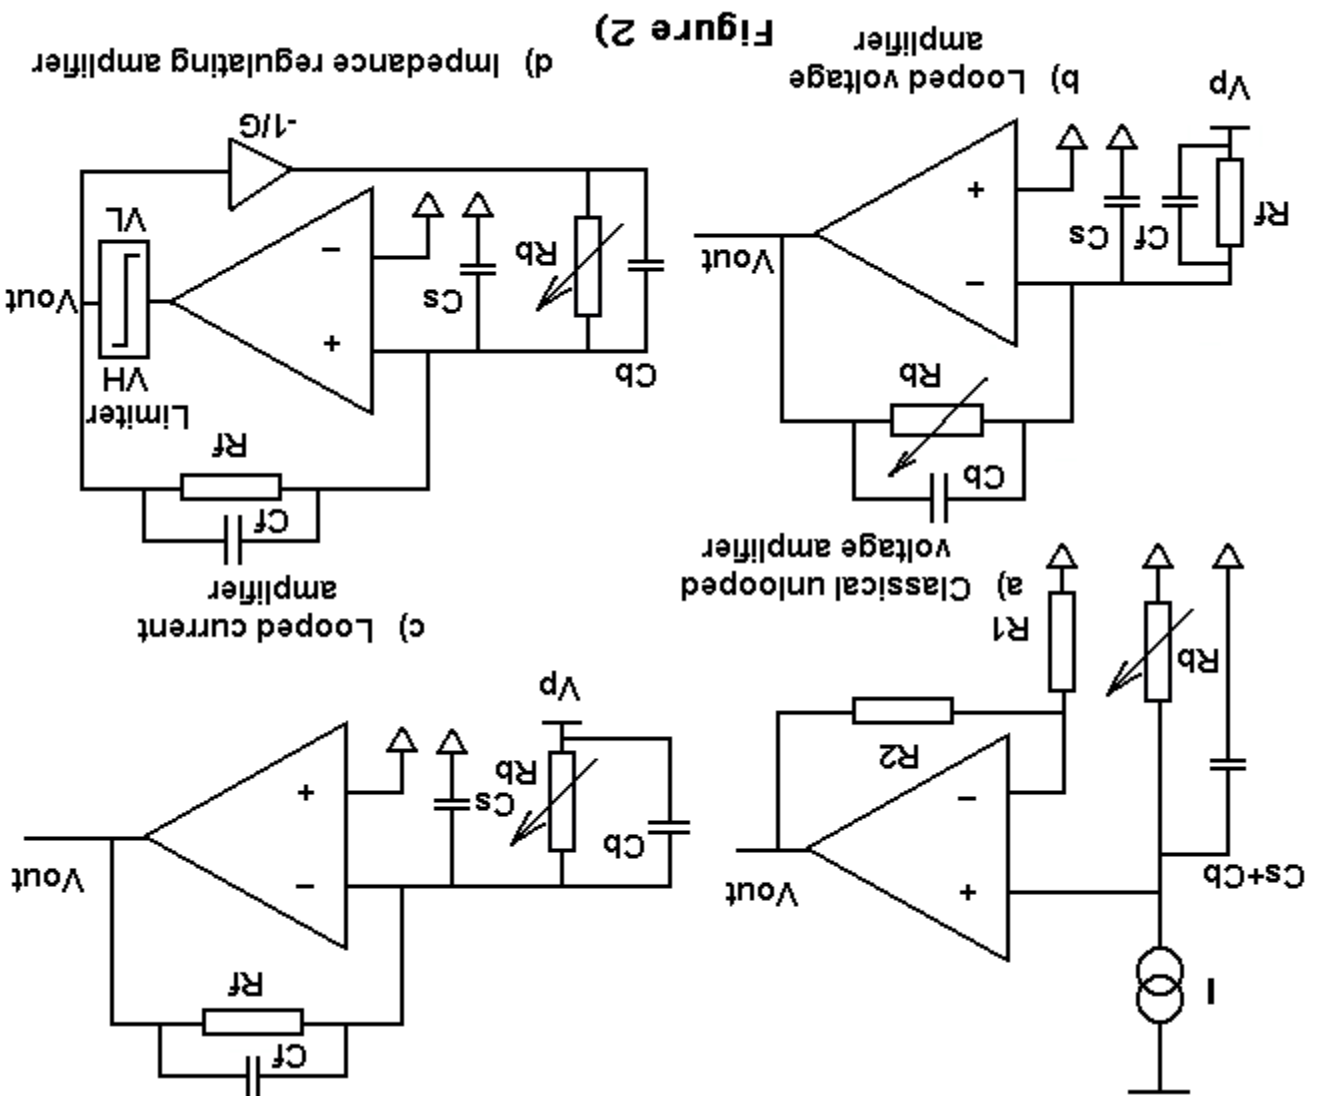 I
Cs+Cb
+
Vout
−
R2
Rb
R1
a) Classical unlooped
voltage amplifier
Cf
Rf
−
Vout
Cb
Cs
+
Rb
Vp
c) Looped current
amplifier
Cb
Rb
−
Vout
Rf
Cf
Cs
+
Vp
b) Looped voltage
amplifier
Cf
Rf
Limiter
VH
Cb
+
Vout
Cs
Rb
−
VL
-1/G
d) Impedance regulating amplifier
Figure 2)